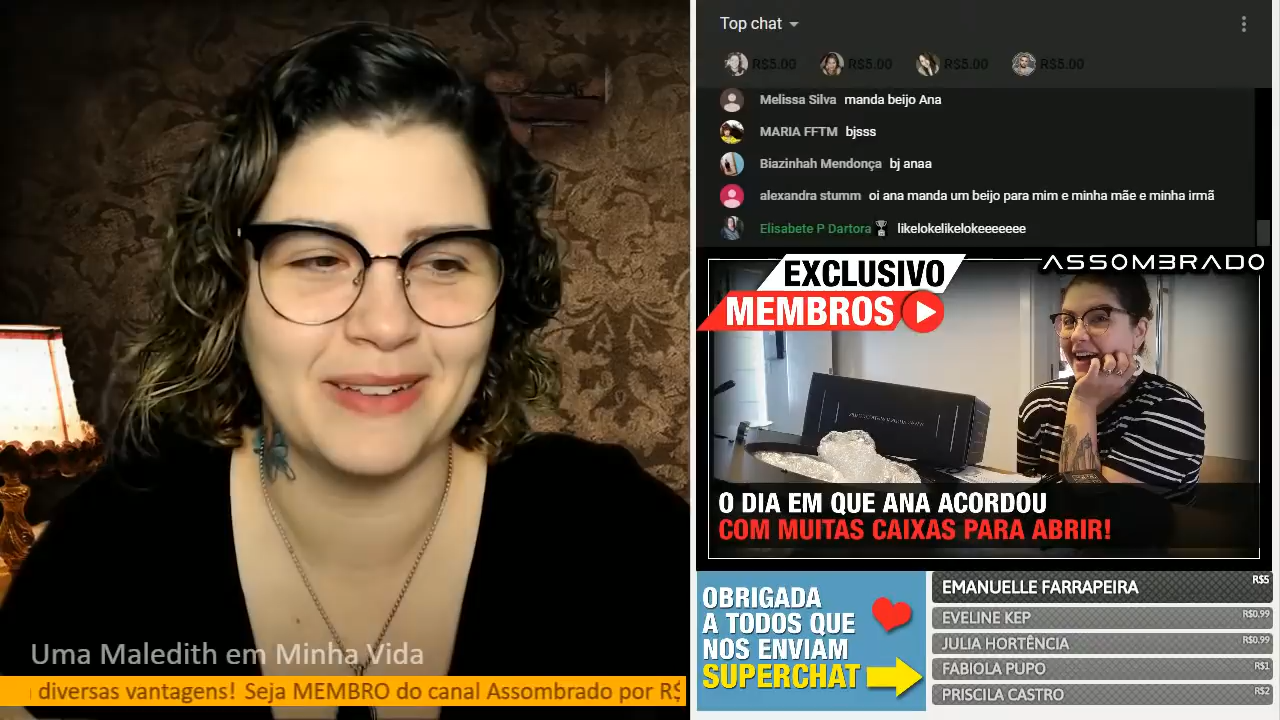 Uma Maledith em Minha Vida
diversas vantagens! Seja MEMBRO do canal Assombrado por R$
Top chat
R$5.00 R$5.00 R$5.00 R$5.00
Melissa Silva manda beijo Ana
MARIA FFTM bjsss
Biazinhah Mendonça bj anaa
alexandra stumm oi ana manda um beijo para mim e minha mãe e minha irmã
Elisabete P Dartora likelokelikelokeeeeeee
ASSOMBRADO
EXCLUSIVO
MEMBROS
O DIA EM QUE ANA ACORDOU
COM MUITAS CAIXAS PARA ABRIR!
OBRIGADA
A TODOS QUE
NOS ENVIAM
SUPERCHAT
EMANUELLE FARRAPEIRA R$5
EVELINE KEP R$0.99
JULIA HORTÊNCIA R$0.99
FABIOLA PUPO R$1
PRISCILA CASTRO R$2